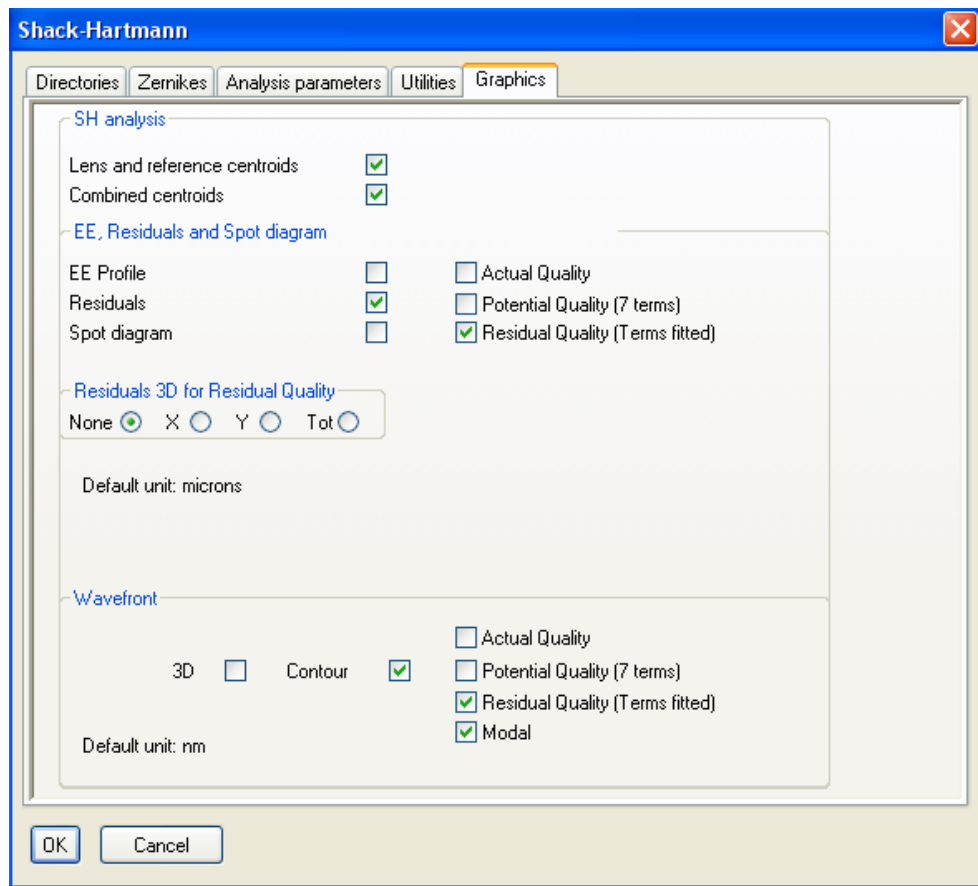 Shack-Hartmann
Directories Zernikes Analysis parameters Utilities Graphics
SH analysis
Lens and reference centroids
Combined centroids
EE, Residuals and Spot diagram
EE Profile Actual Quality
Residuals Potential Quality (7 terms)
Spot diagram Residual Quality (Terms fitted)
Residuals 3D for Residual Quality
None X Y Tot
Default unit: microns
Wavefront
Actual Quality
3D Contour Potential Quality (7 terms)
Residual Quality (Terms fitted)
Modal
Default unit: nm
OK Cancel